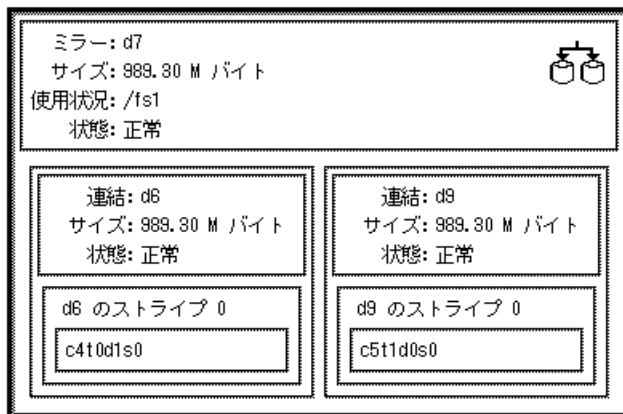 ミラー: d7
サイズ: 989.30 M バイト
使用状況: /fs1
状態: 正常
連結: d6
サイズ: 989.30 M バイト
状態: 正常
d6 のストライプ 0
c4t0d1s0
連結: d9
サイズ: 989.30 M バイト
状態: 正常
d9 のストライプ 0
c5t1d0s0